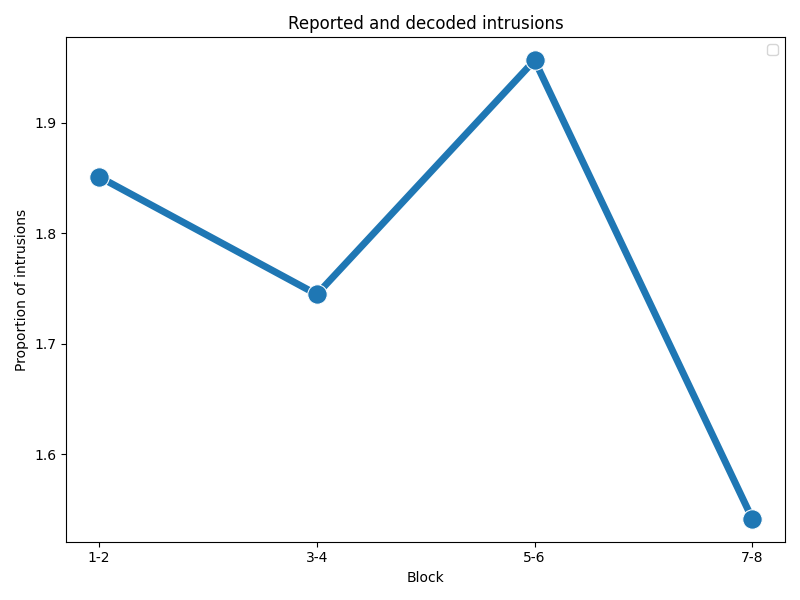 Reported and decoded intrusions
Proportion of intrusions
1.9
1.8
1.7
1.6
1-2
3-4
5-6
7-8
Block